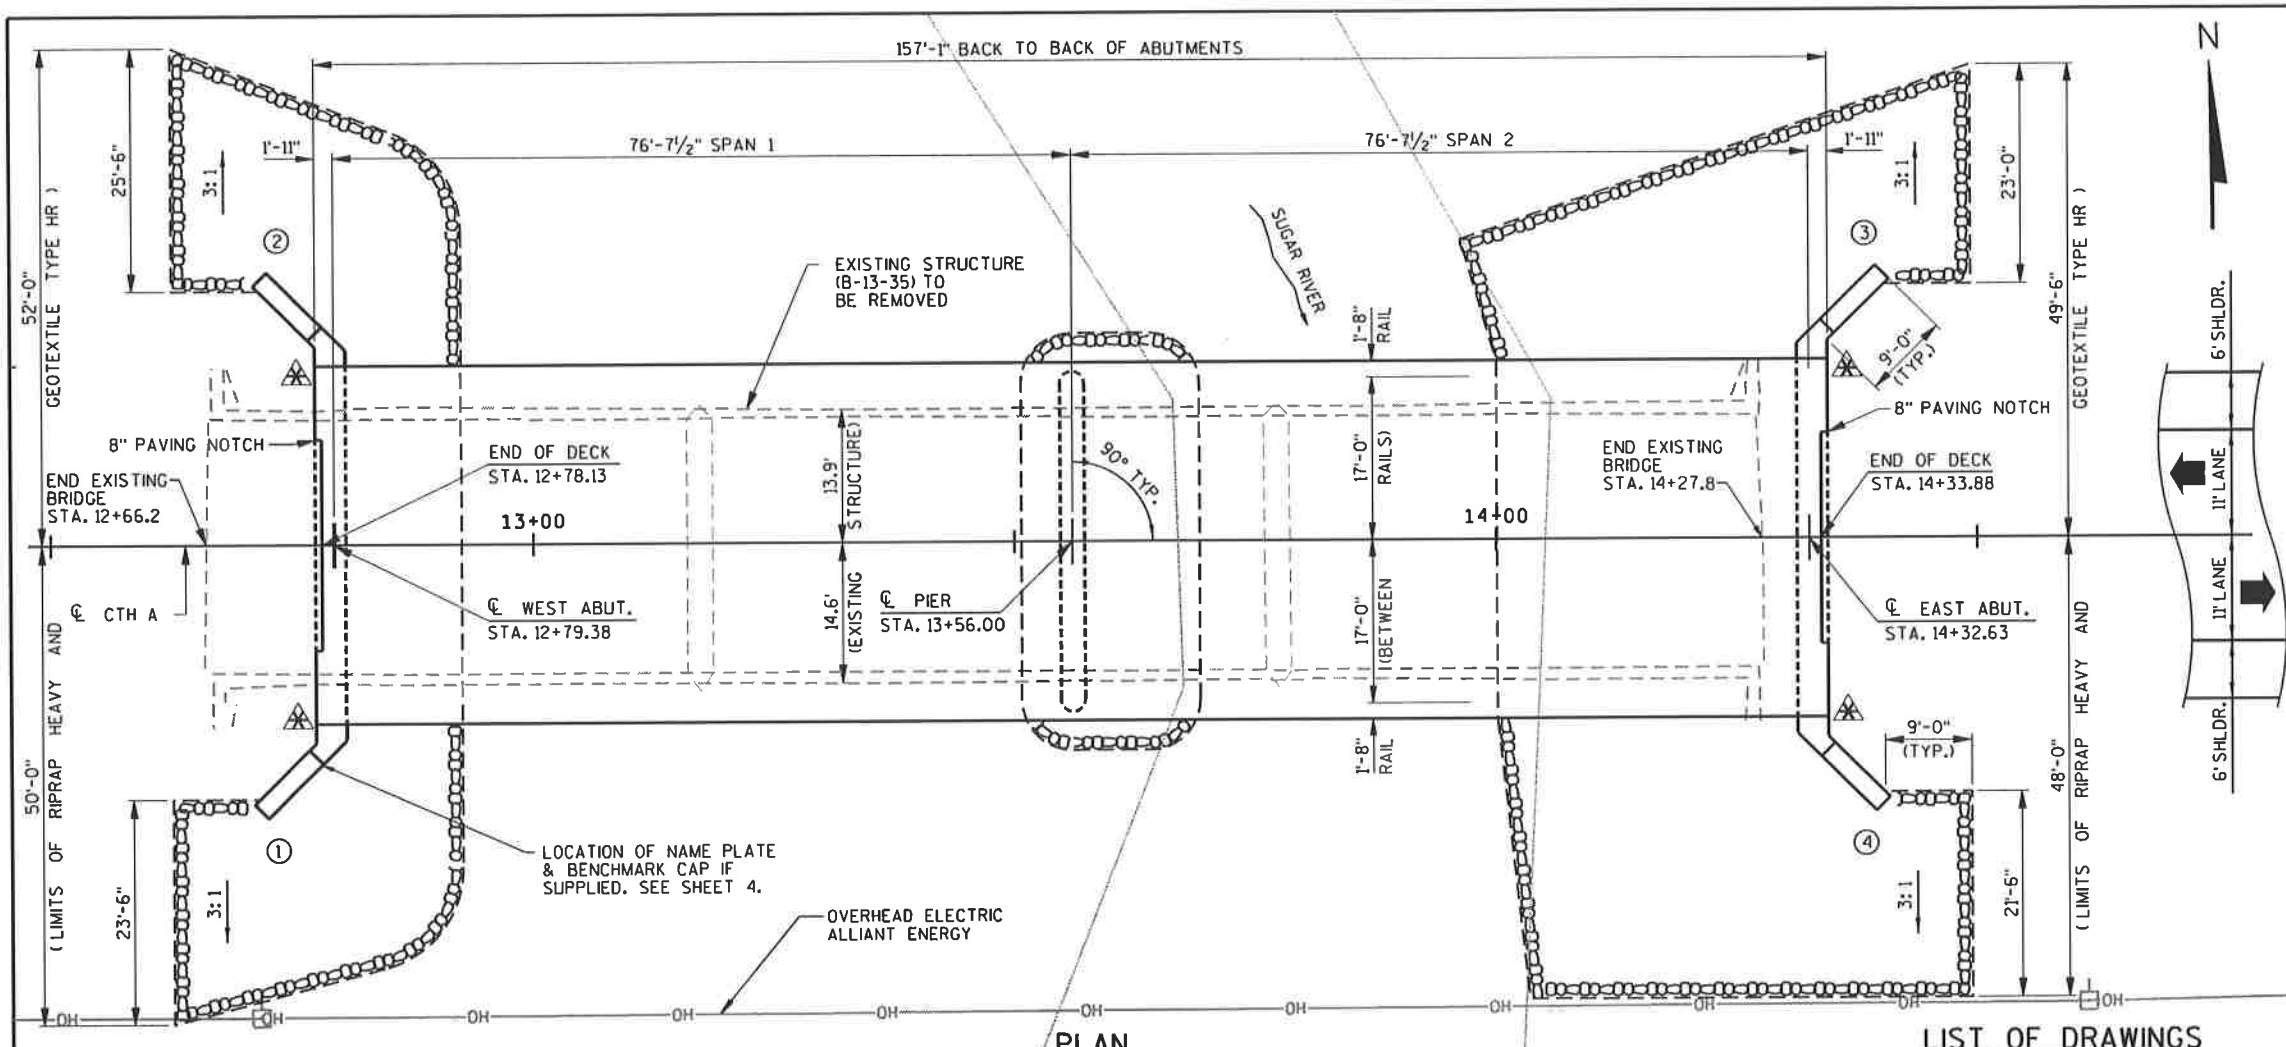 157'-1" BACK TO BACK OF ABUTMENTS
N
1'-11"
76'-7½" SPAN 1
76'-7½" SPAN 2
1'-11"
25'-6"
3:1
52'-0"
GEOTEXTILE TYPE HR )
②
EXISTING STRUCTURE
(B-13-35) TO
BE REMOVED
SUGAR RIVER
1'-8"
RAIL
3:1
23'-0"
③
49'-6"
GEOTEXTILE TYPE HR )
9'-0"
(TYP.)
6' SHLDR.
11' LANE
11' LANE
6' SHLDR.
8" PAVING NOTCH
END EXISTING
BRIDGE
STA. 12+66.2
END OF DECK
STA. 12+78.13
13+00
13.9'
STRUCTURE)
90° TYP.
17'-0"
RAILS)
14+00
END EXISTING
BRIDGE
STA. 14+27.8
8" PAVING NOTCH
END OF DECK
STA. 14+33.88
℄ CTH A
℄ WEST ABUT.
STA. 12+79.38
14.6'
(EXISTING
℄ PIER
STA. 13+56.00
17'-0"
(BETWEEN
℄ EAST ABUT.
STA. 14+32.63
1'-8"
RAIL
9'-0"
(TYP.)
50'-0"
( LIMITS OF RIPRAP HEAVY AND
23'-6"
3:1
①
LOCATION OF NAME PLATE
& BENCHMARK CAP IF
SUPPLIED. SEE SHEET 4.
OVERHEAD ELECTRIC
ALLIANT ENERGY
④
3:1
21'-6"
48'-0"
( LIMITS OF RIPRAP HEAVY AND
OH OH OH OH OH OH OH OH OH OH OH
PLAN
LIST OF DRAWINGS